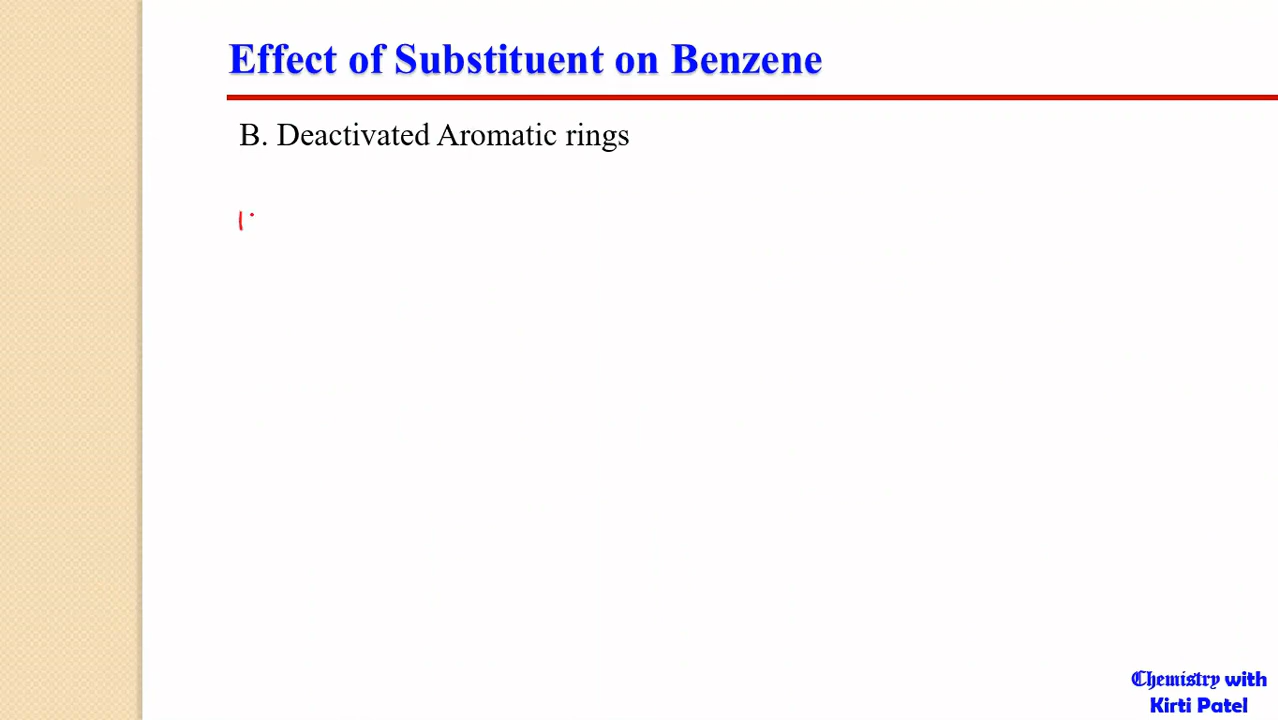 Effect of Substituent on Benzene
B. Deactivated Aromatic rings
Chemistry with
Kirti Patel